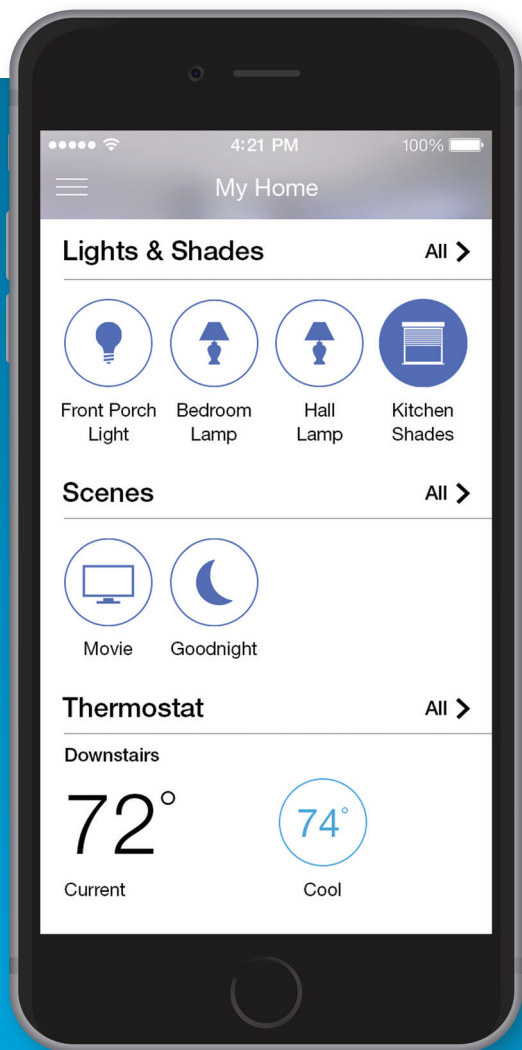 4:21 PM
100%
My Home
Lights & Shades
All
Front Porch
Light
Bedroom
Lamp
Hall
Lamp
Kitchen
Shades
Scenes
All
Movie
Goodnight
Thermostat
All
Downstairs
72°
74°
Current
Cool